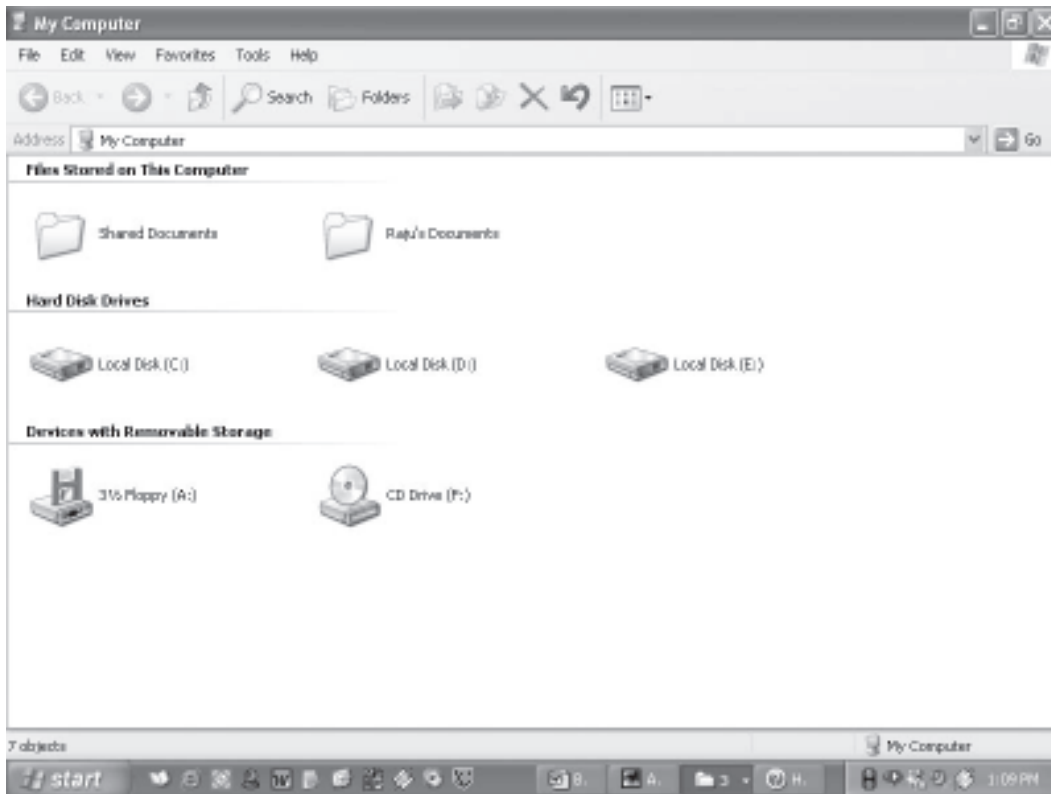 My Computer
File Edit View Favorites Tools Help
Back Search Folders
Address My Computer Go
Files Stored on This Computer
Shared Documents Raju's Documents
Hard Disk Drives
Local Disk (C:) Local Disk (D:) Local Disk (E:)
Devices with Removable Storage
3½ Floppy (A:) CD Drive (F:)
7 objects My Computer
start W B. A. 3 H. 1:09 PM